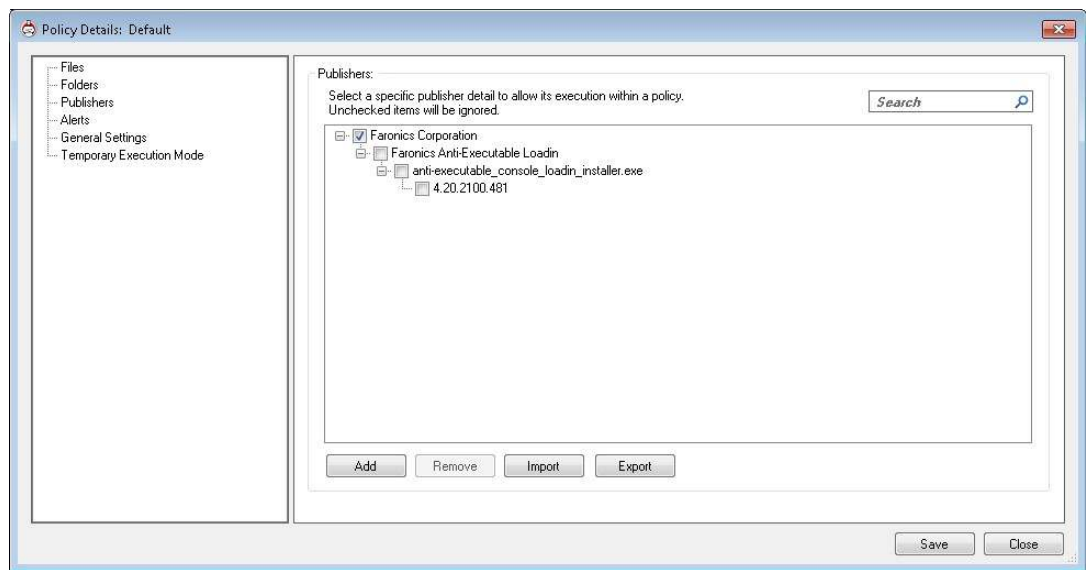 Policy Details: Default
Files
Folders
Publishers
Alerts
General Settings
Temporary Execution Mode
Publishers:
Select a specific publisher detail to allow its execution within a policy.
Unchecked items will be ignored.
Search
Faronics Corporation
Faronics Anti-Executable Loadin
anti-executable_console_loadin_installer.exe
4.20.2100.481
Add Remove Import Export
Save Close